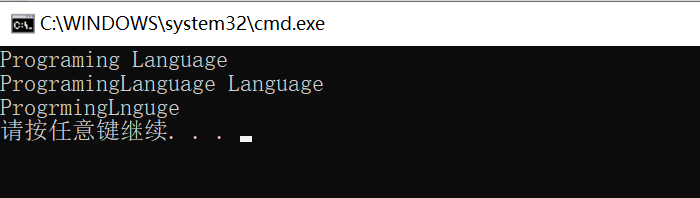 C:\WINDOWS\system32\cmd.exe
Programing Language
ProgramingLanguage Language
ProgrmingLnguge
请按任意键继续. . .